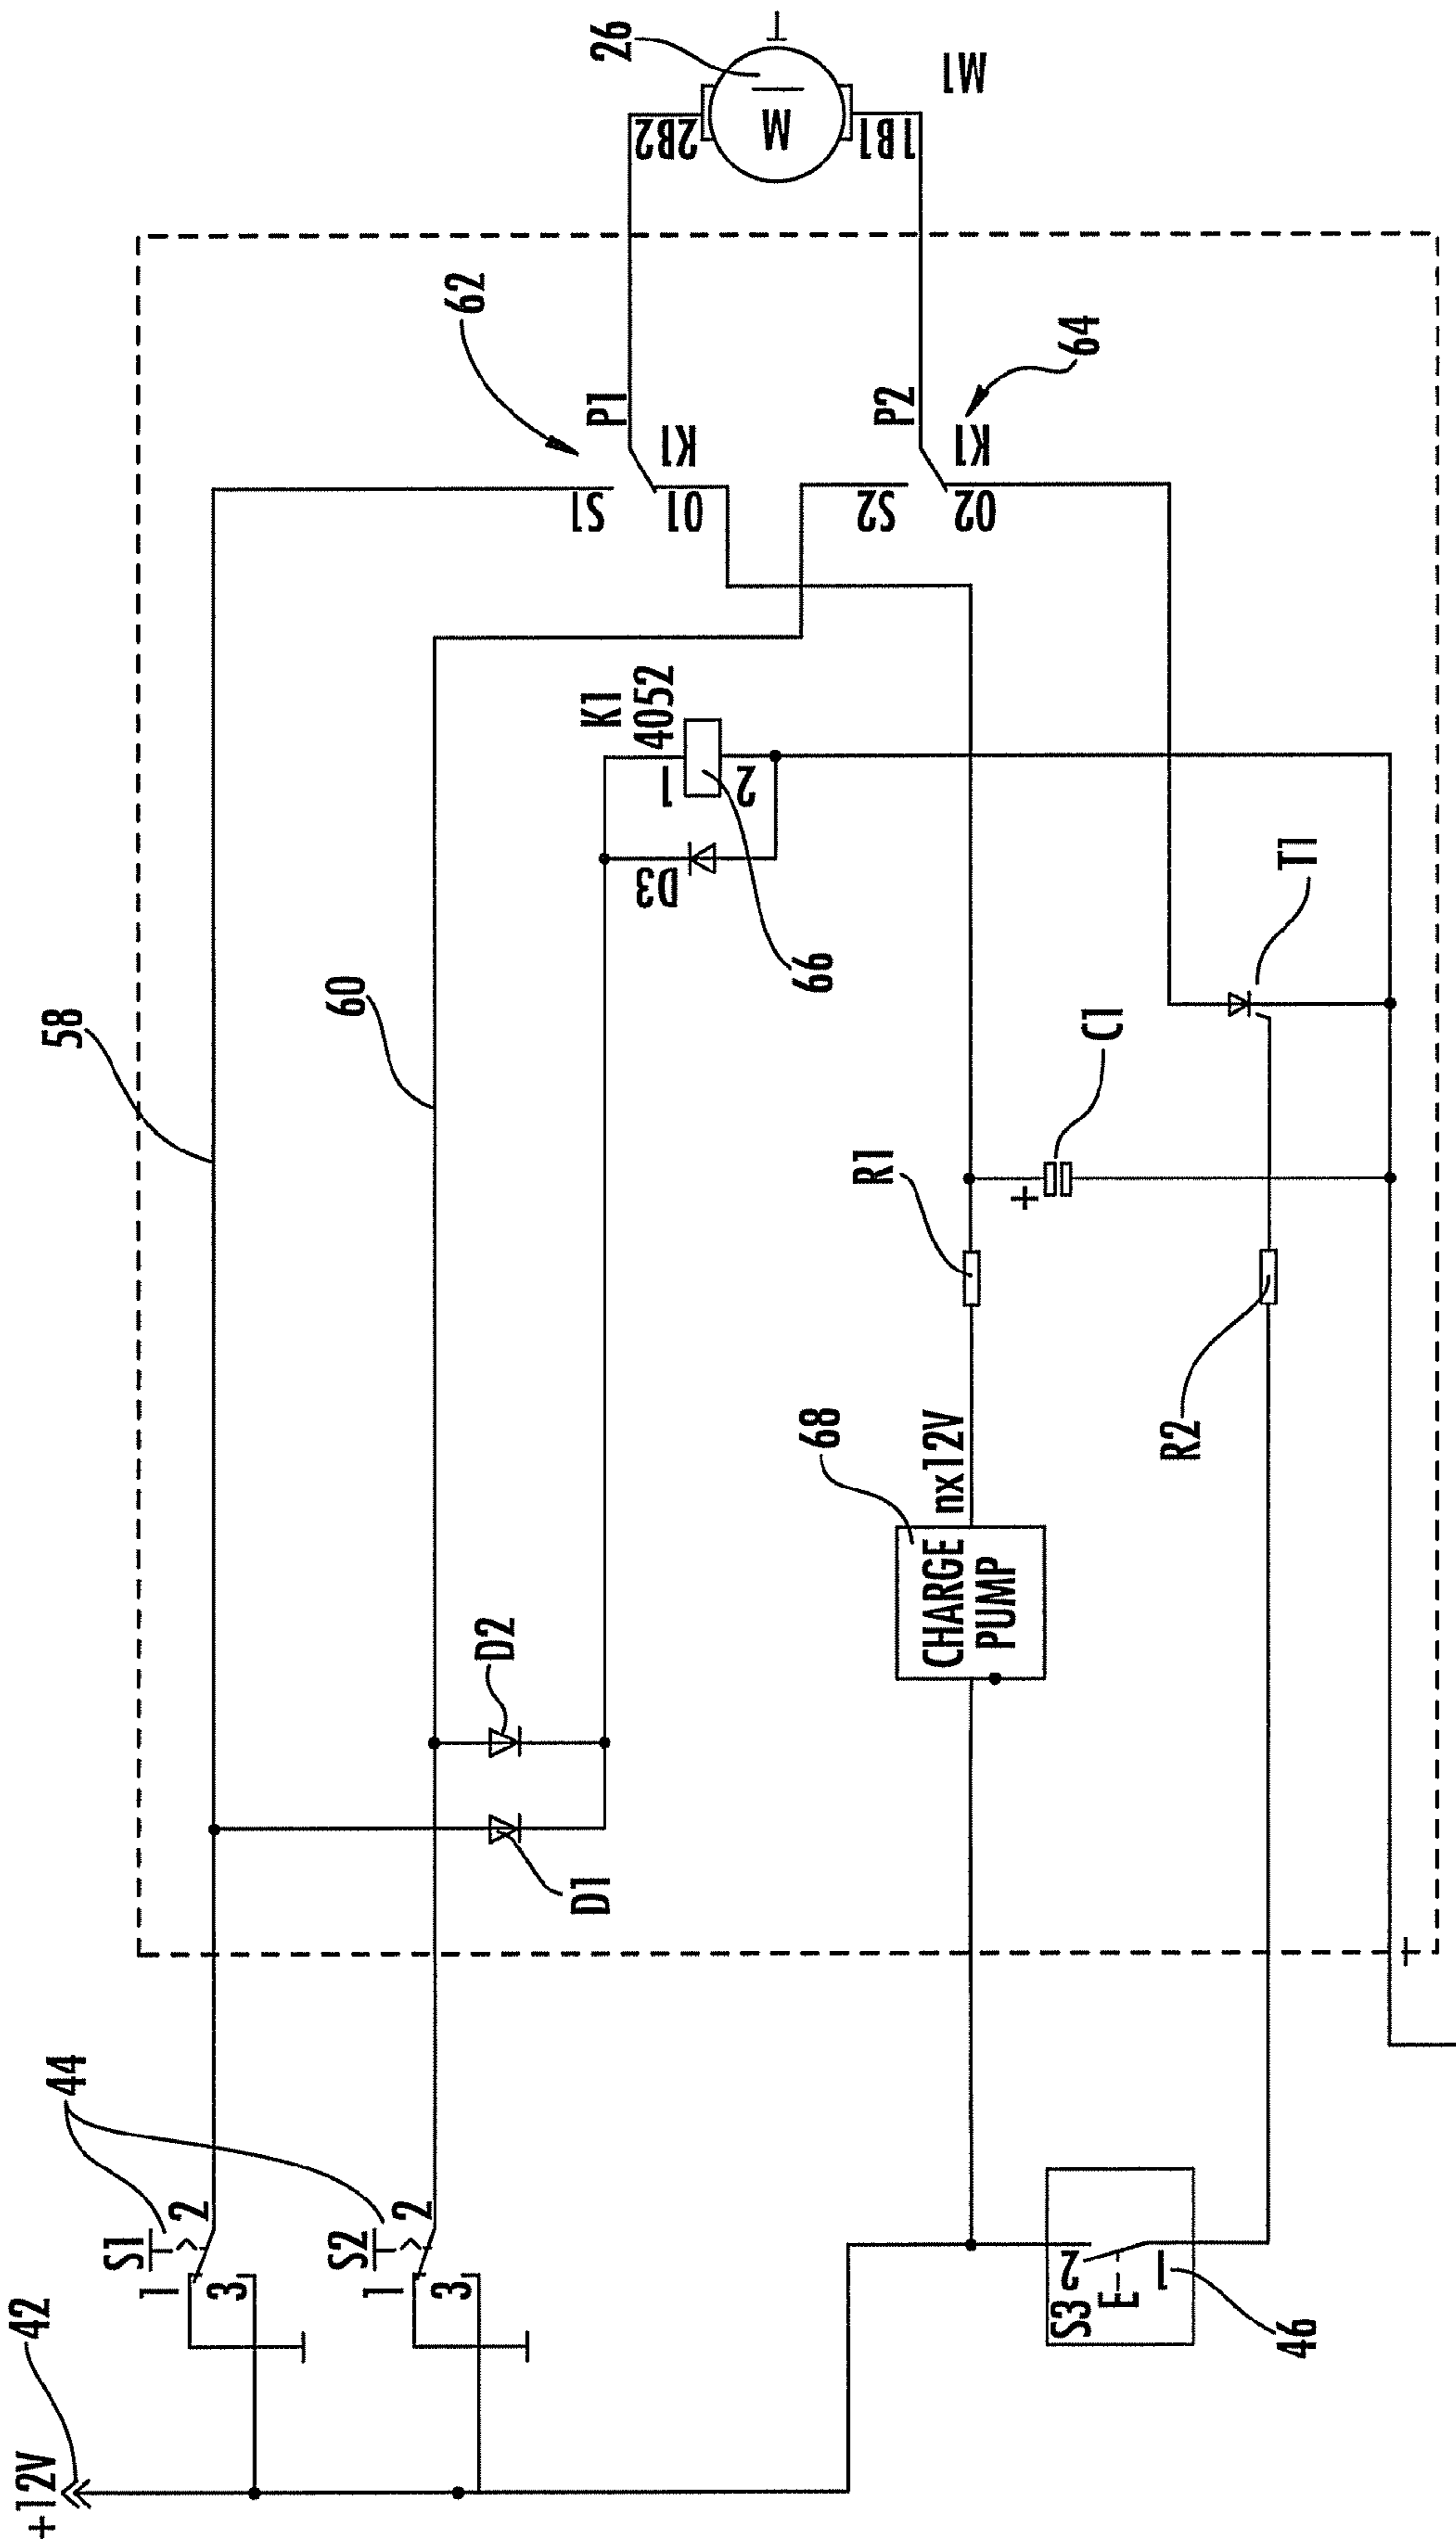 +12V
42
S1
1
3
2
44
S2
1
3
2
58
60
D1
D2
62
S1
P1
K1
O1
S2
P2
K1
O2
64
K1
4052
1
2
D3
66
2B2
26
M
1B1
M1
CHARGE
PUMP
nx12V
68
R1
C1
+
T1
R2
S3
2
E
1
46